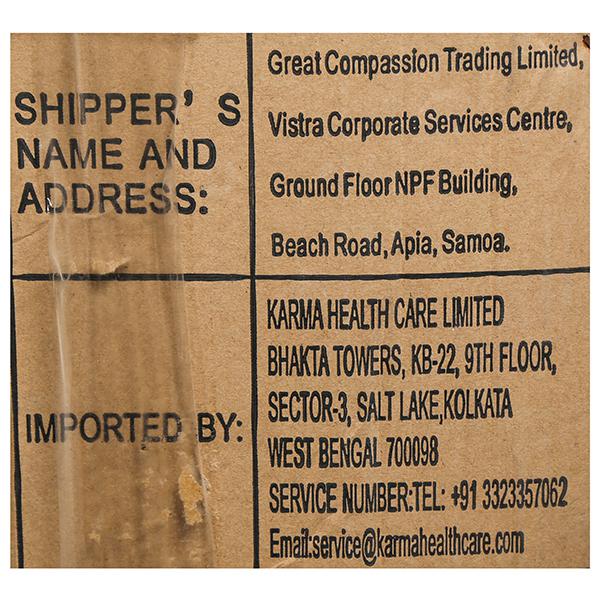 SHIPPER'S
NAME AND
ADDRESS:
Great Compassion Trading Limited,
Vistra Corporate Services Centre,
Ground Floor NPF Building,
Beach Road, Apia, Samoa.
IMPORTED BY:
KARMA HEALTH CARE LIMITED
BHAKTA TOWERS, KB-22, 9TH FLOOR,
SECTOR-3, SALT LAKE,KOLKATA
WEST BENGAL 700098
SERVICE NUMBER:TEL: +91 3323357062
Email:service@karmahealthcare.com